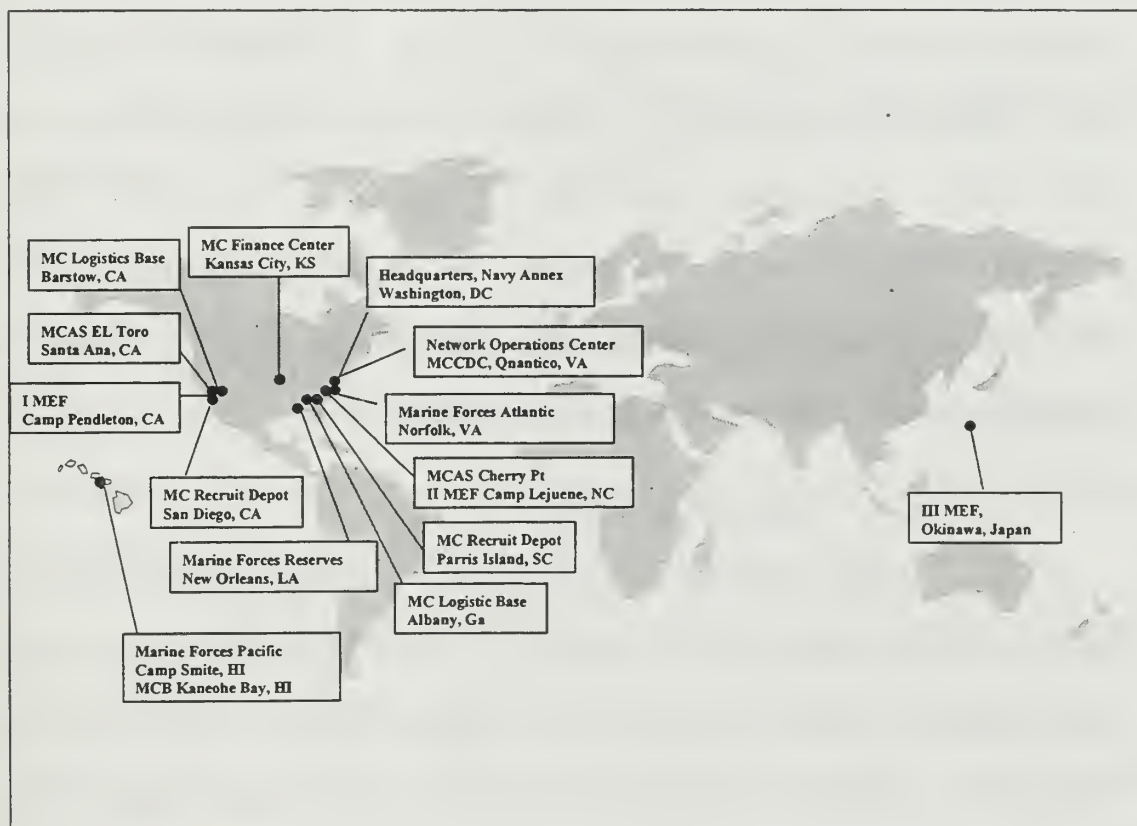 MC Finance Center
Kansas City, KS
MC Logistics Base
Barstow, CA
Headquarters, Navy Annex
Washington, DC
MCAS EL Toro
Santa Ana, CA
Network Operations Center
MCCDC, Qnantico, VA
I MEF
Camp Pendleton, CA
Marine Forces Atlantic
Norfolk, VA
MCAS Cherry Pt
II MEF Camp Lejuene, NC
MC Recruit Depot
San Diego, CA
III MEF,
Okinawa, Japan
MC Recruit Depot
Parris Island, SC
Marine Forces Reserves
New Orleans, LA
MC Logistic Base
Albany, Ga
Marine Forces Pacific
Camp Smite, HI
MCB Kaneohe Bay, HI